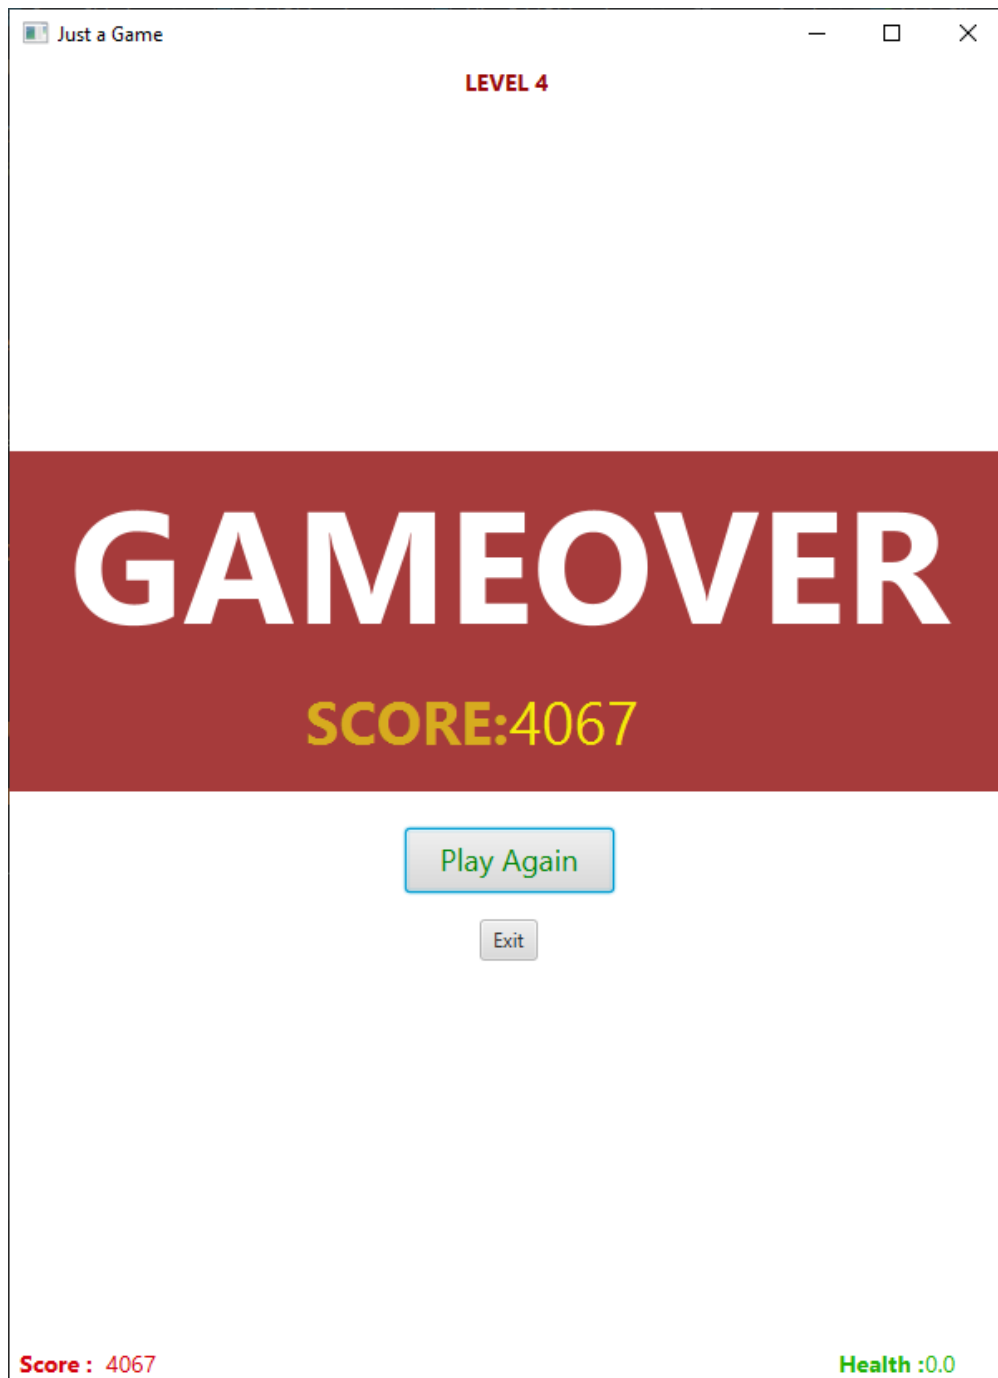 Just a Game
LEVEL 4
GAMEOVER
SCORE:4067
Play Again
Exit
Score : 4067
Health :0.0